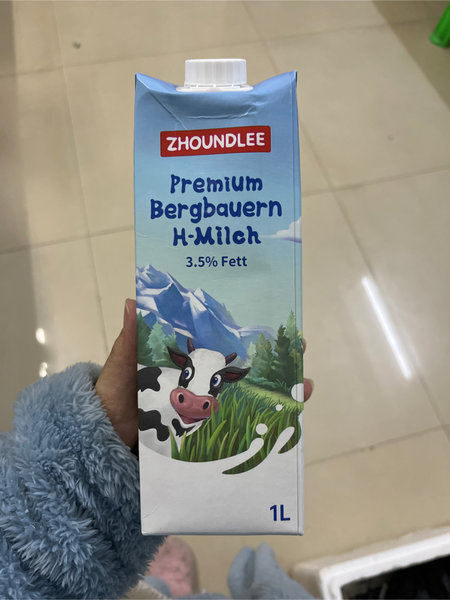 ZHOUNDLEE
Premium
Bergbauern
H-Milch
3.5% Fett
1L